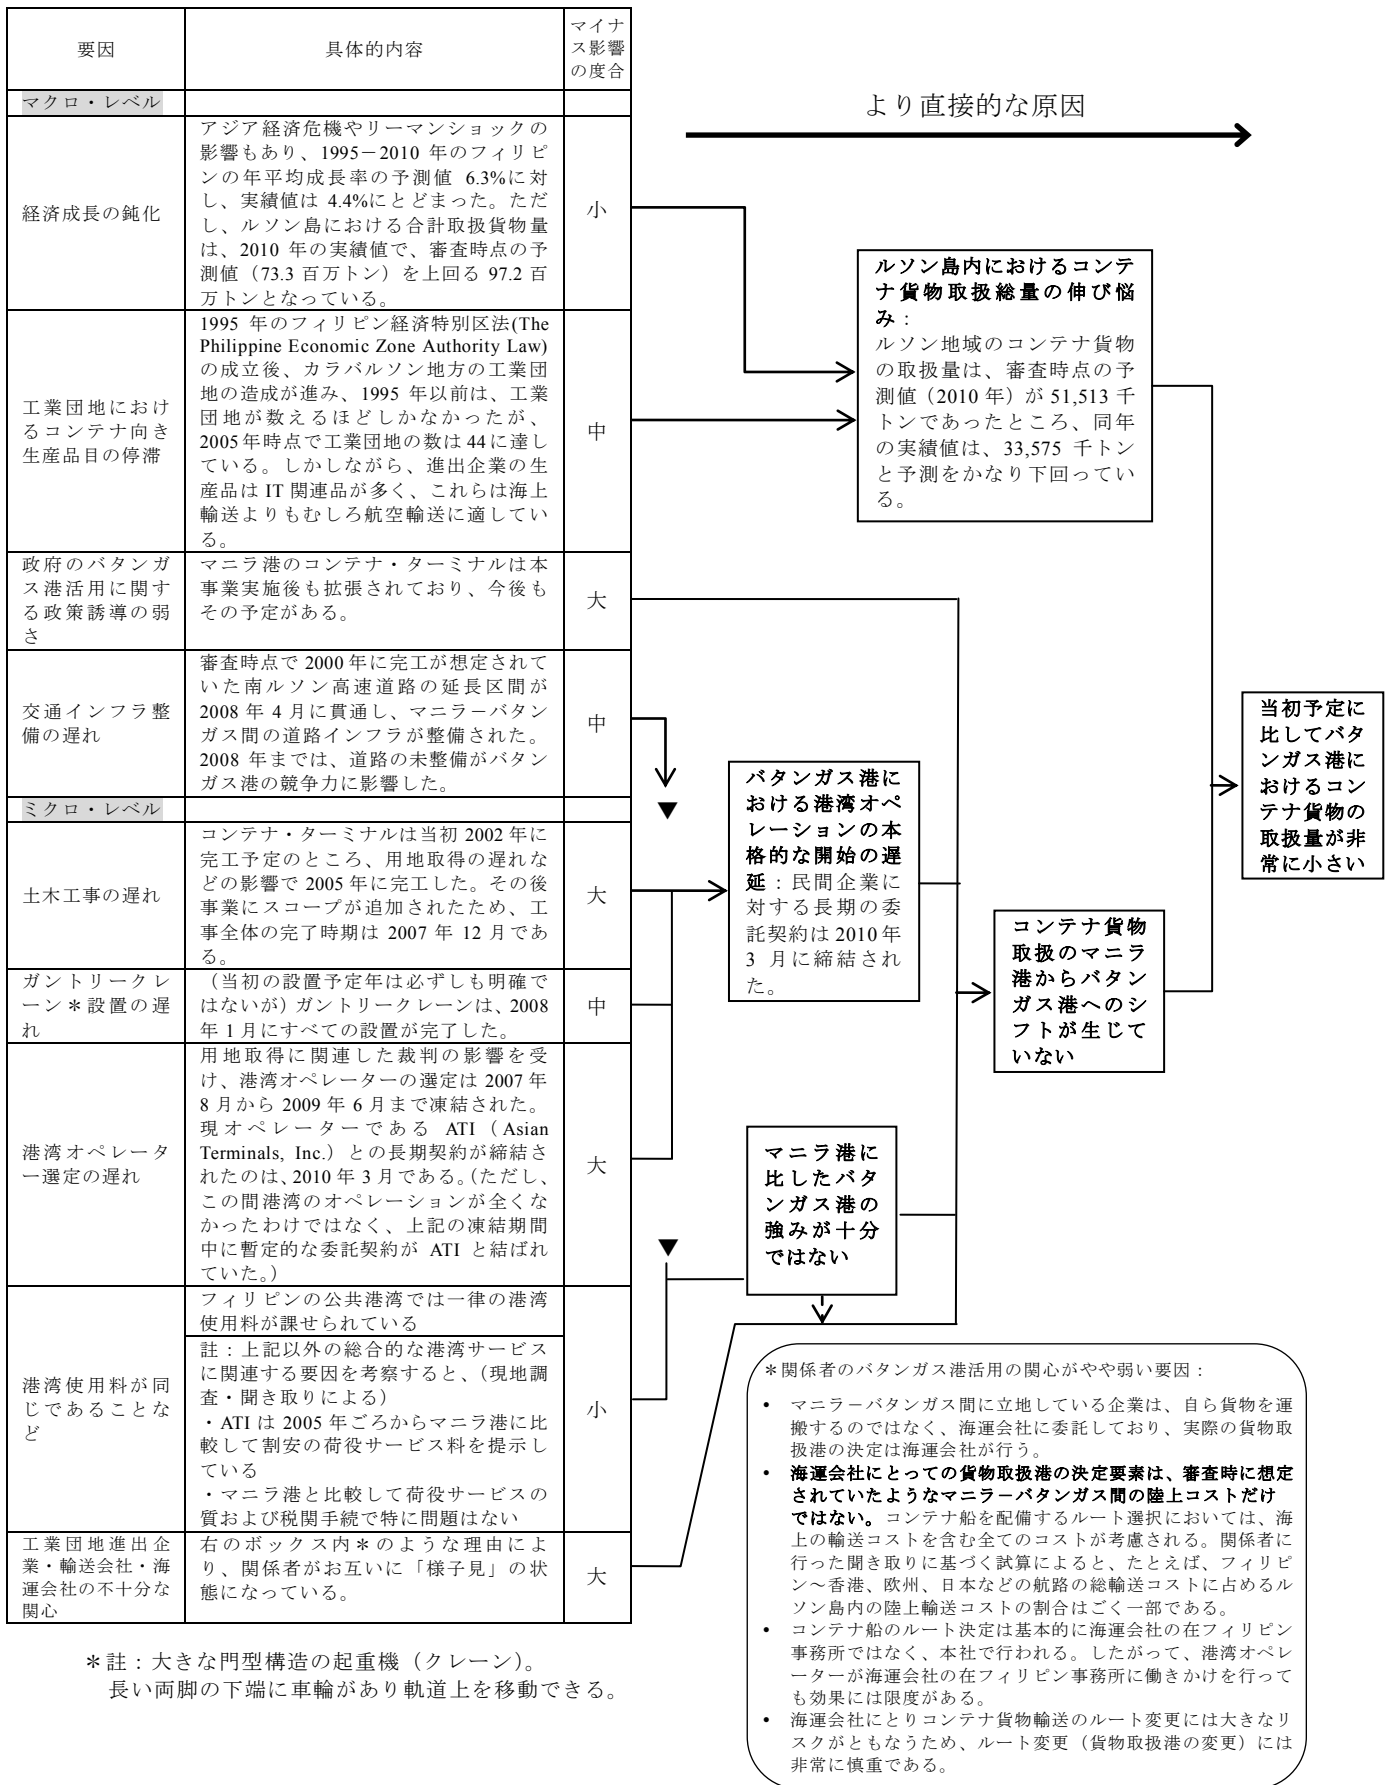 要因
具体的内容
マイナ
ス影響
の度合
マクロ・レベル
経済成長の鈍化
アジア経済危機やリーマンショックの
影響もあり、1995－2010 年のフィリピ
ンの年平均成長率の予測値 6.3%に対
し、実績値は 4.4%にとどまった。ただ
し、ルソン島における合計取扱貨物量
は、2010 年の実績値で、審査時点の予
測値（73.3 百万トン）を上回る 97.2 百
万トンとなっている。
小
工業団地におけ
るコンテナ向き
生産品目の停滞
1995 年のフィリピン経済特別区法(The
Philippine Economic Zone Authority Law)
の成立後、カラバルソン地方の工業団
地の造成が進み、1995 年以前は、工業
団地が数えるほどしかなかったが、
2005年時点で工業団地の数は 44に達し
ている。しかしながら、進出企業の生
産品は IT 関連品が多く、これらは海上
輸送よりもむしろ航空輸送に適してい
る。
中
政府のバタンガ
ス港活用に関す
る政策誘導の弱
さ
マニラ港のコンテナ・ターミナルは本
事業実施後も拡張されており、今後も
その予定がある。
大
交通インフラ整
備の遅れ
審査時点で 2000 年に完工が想定されて
いた南ルソン高速道路の延長区間が
2008 年 4 月に貫通し、マニラ－バタン
ガス間の道路インフラが整備された。
2008 年までは、道路の未整備がバタン
ガス港の競争力に影響した。
中
ミクロ・レベル
土木工事の遅れ
コンテナ・ターミナルは当初 2002 年に
完工予定のところ、用地取得の遅れな
どの影響で 2005 年に完工した。その後
事業にスコープが追加されたため、工
事全体の完了時期は 2007 年 12 月であ
る。
大
ガントリークレ
ーン＊設置の遅
れ
（当初の設置予定年は必ずしも明確で
はないが）ガントリークレーンは、2008
年 1 月にすべての設置が完了した。
中
港湾オペレータ
ー選定の遅れ
用地取得に関連した裁判の影響を受
け、港湾オペレーターの選定は 2007 年
8 月から 2009 年 6 月まで凍結された。
現オペレーターである ATI（Asian
Terminals, Inc.）との長期契約が締結さ
れたのは、2010 年 3 月である。（ただし、
この間港湾のオペレーションが全くな
かったわけではなく、上記の凍結期間
中に暫定的な委託契約が ATI と結ばれ
ていた。）
大
港湾使用料が同
じであることな
ど
フィリピンの公共港湾では一律の港湾
使用料が課せられている
註：上記以外の総合的な港湾サービス
に関連する要因を考察すると、（現地調
査・聞き取りによる）
・ATI は 2005 年ごろからマニラ港に比
較して割安の荷役サービス料を提示し
ている
・マニラ港と比較して荷役サービスの
質および税関手続で特に問題はない
小
工業団地進出企
業・輸送会社・海
運会社の不十分な
関心
右のボックス内＊のような理由によ
り、関係者がお互いに「様子見」の状
態になっている。
大
＊註：大きな門型構造の起重機（クレーン）。
長い両脚の下端に車輪があり軌道上を移動できる。
より直接的な原因
ルソン島内におけるコンテ
ナ貨物取扱総量の伸び悩
み：
ルソン地域のコンテナ貨物
の取扱量は、審査時点の予
測値（2010 年）が 51,513 千
トンであったところ、同年
の実績値は、33,575 千トン
と予測をかなり下回ってい
る。
バタンガス港に
おける港湾オペ
レーションの本
格的な開始の遅
延：民間企業に
対する長期の委
託契約は 2010 年
3 月に締結され
た。
マニラ港に
比したバタ
ンガス港の
強みが十分
ではない
コンテナ貨物
取扱のマニラ
港からバタン
ガス港へのシ
フトが生じて
いない
当初予定に
比してバタ
ンガス港に
おけるコン
テナ貨物の
取扱量が非
常に小さい
＊関係者のバタンガス港活用の関心がやや弱い要因：
• マニラ－バタンガス間に立地している企業は、自ら貨物を運
搬するのではなく、海運会社に委託しており、実際の貨物取
扱港の決定は海運会社が行う。
• 海運会社にとっての貨物取扱港の決定要素は、審査時に想定
されていたようなマニラ－バタンガス間の陸上コストだけ
ではない。コンテナ船を配備するルート選択においては、海
上の輸送コストを含む全てのコストが考慮される。関係者に
行った聞き取りに基づく試算によると、たとえば、フィリピ
ン～香港、欧州、日本などの航路の総輸送コストに占めるル
ソン島内の陸上輸送コストの割合はごく一部である。
• コンテナ船のルート決定は基本的に海運会社の在フィリピン
事務所ではなく、本社で行われる。したがって、港湾オペレ
ーターが海運会社の在フィリピン事務所に働きかけを行って
も効果には限度がある。
• 海運会社にとりコンテナ貨物輸送のルート変更には大きなリ
スクがともなうため、ルート変更（貨物取扱港の変更）には
非常に慎重である。